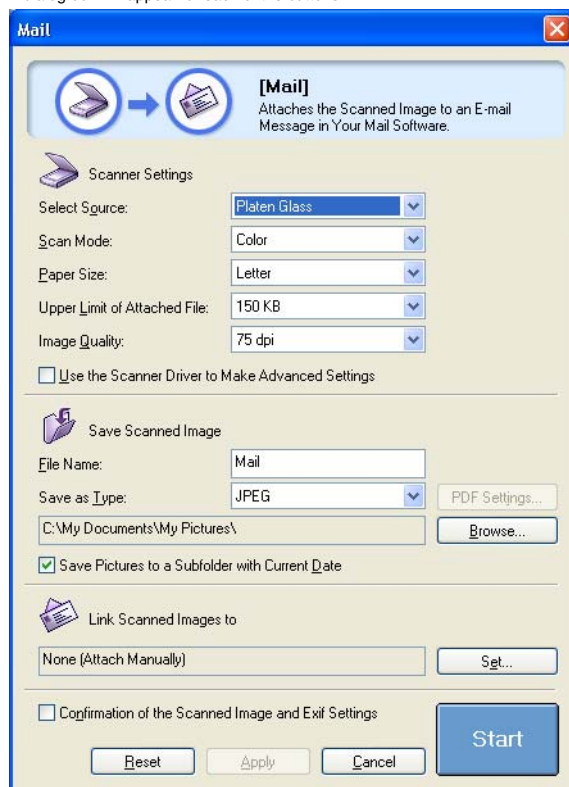 Mail
[Mail]
Attaches the Scanned Image to an E-mail
Message in Your Mail Software.
Scanner Settings
Select Source: Platen Glass
Scan Mode: Color
Paper Size: Letter
Upper Limit of Attached File: 150 KB
Image Quality: 75 dpi
Use the Scanner Driver to Make Advanced Settings
Save Scanned Image
File Name: Mail
Save as Type: JPEG PDF Settings...
C:\My Documents\My Pictures\ Browse...
Save Pictures to a Subfolder with Current Date
Link Scanned Images to
None (Attach Manually) Set...
Confirmation of the Scanned Image and Exif Settings
Start
Reset Apply Cancel